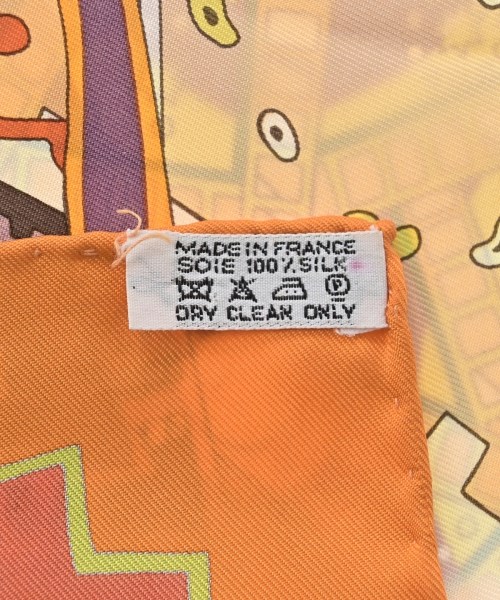 MADE IN FRANCE
SOIE 100% SILK
P
DRY CLEAN ONLY